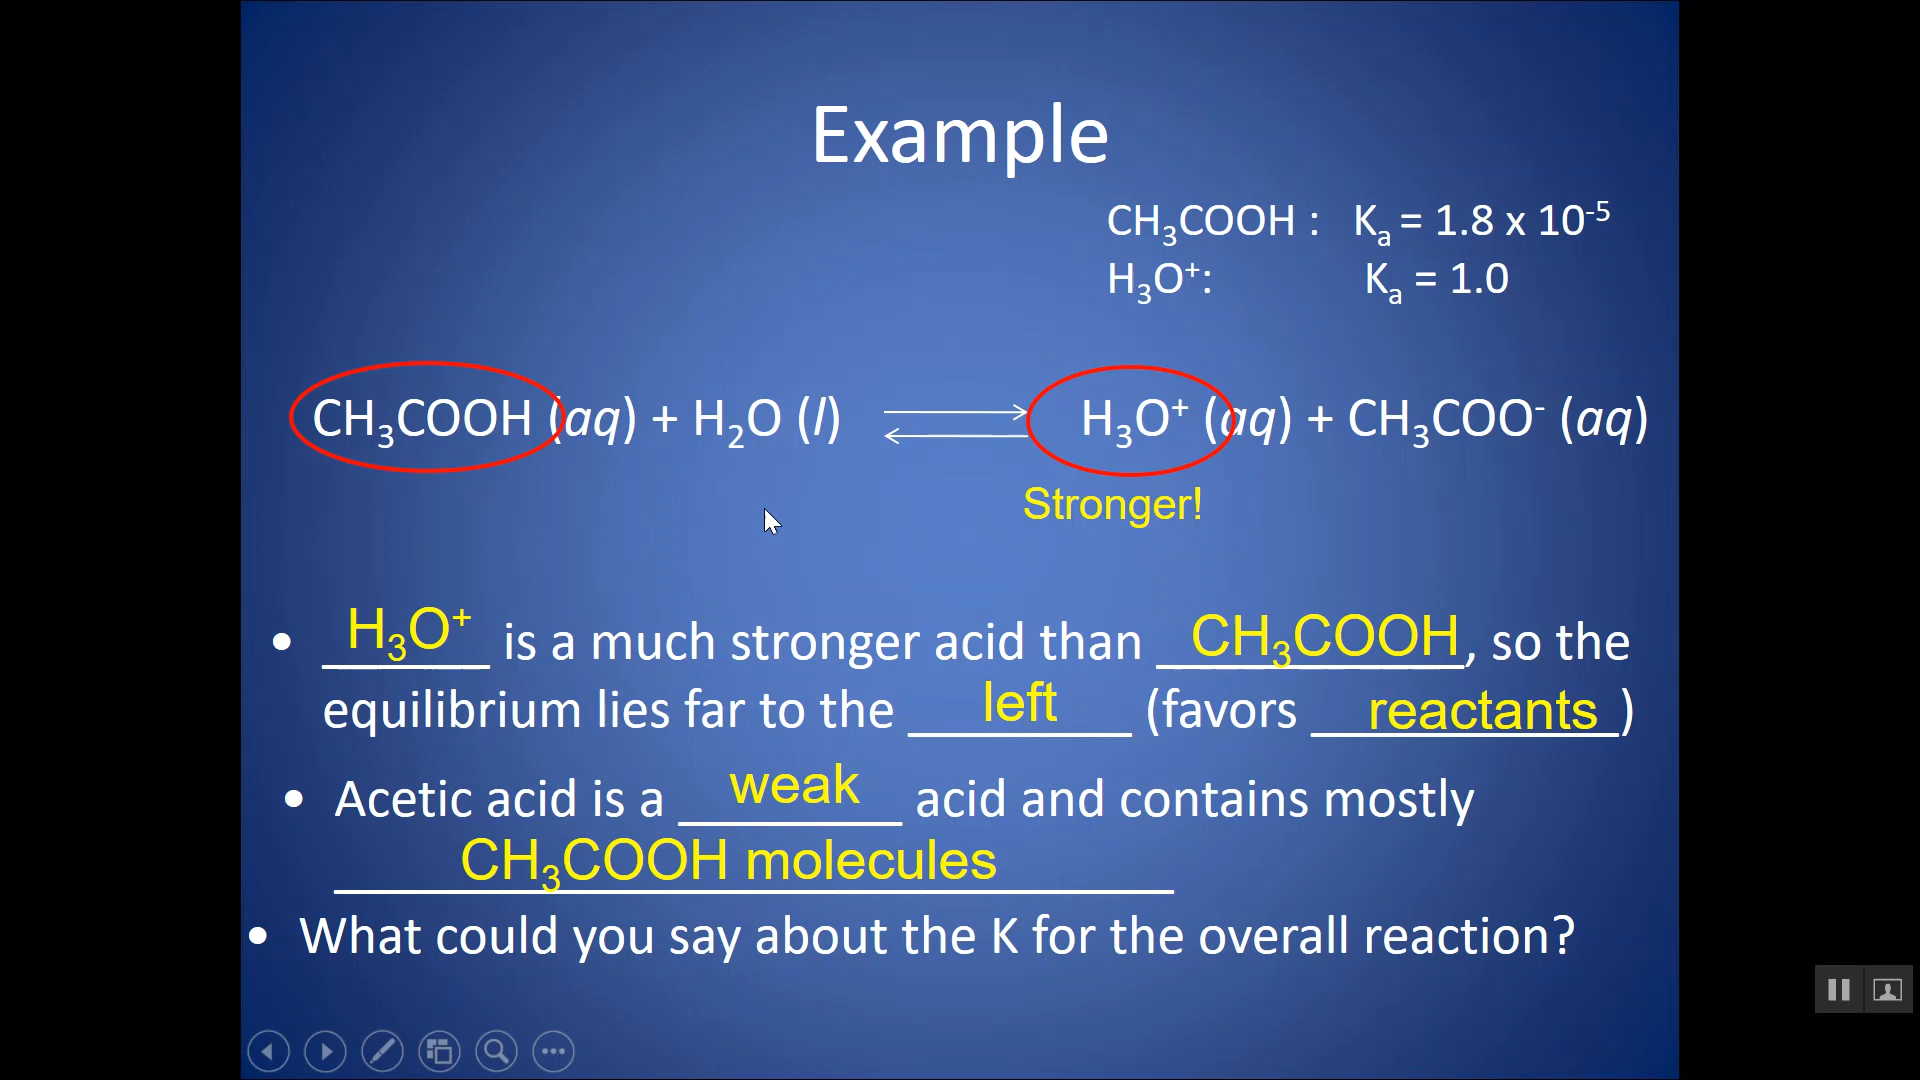 Example
CH₃COOH : Kₐ = 1.8 x 10⁻⁵
H₃O⁺: Kₐ = 1.0
CH₃COOH (aq) + H₂O (l) ⇄ H₃O⁺ (aq) + CH₃COO⁻ (aq)
Stronger!
• H₃O⁺ is a much stronger acid than CH₃COOH, so the
equilibrium lies far to the left (favors reactants)
• Acetic acid is a weak acid and contains mostly
CH₃COOH molecules
• What could you say about the K for the overall reaction?